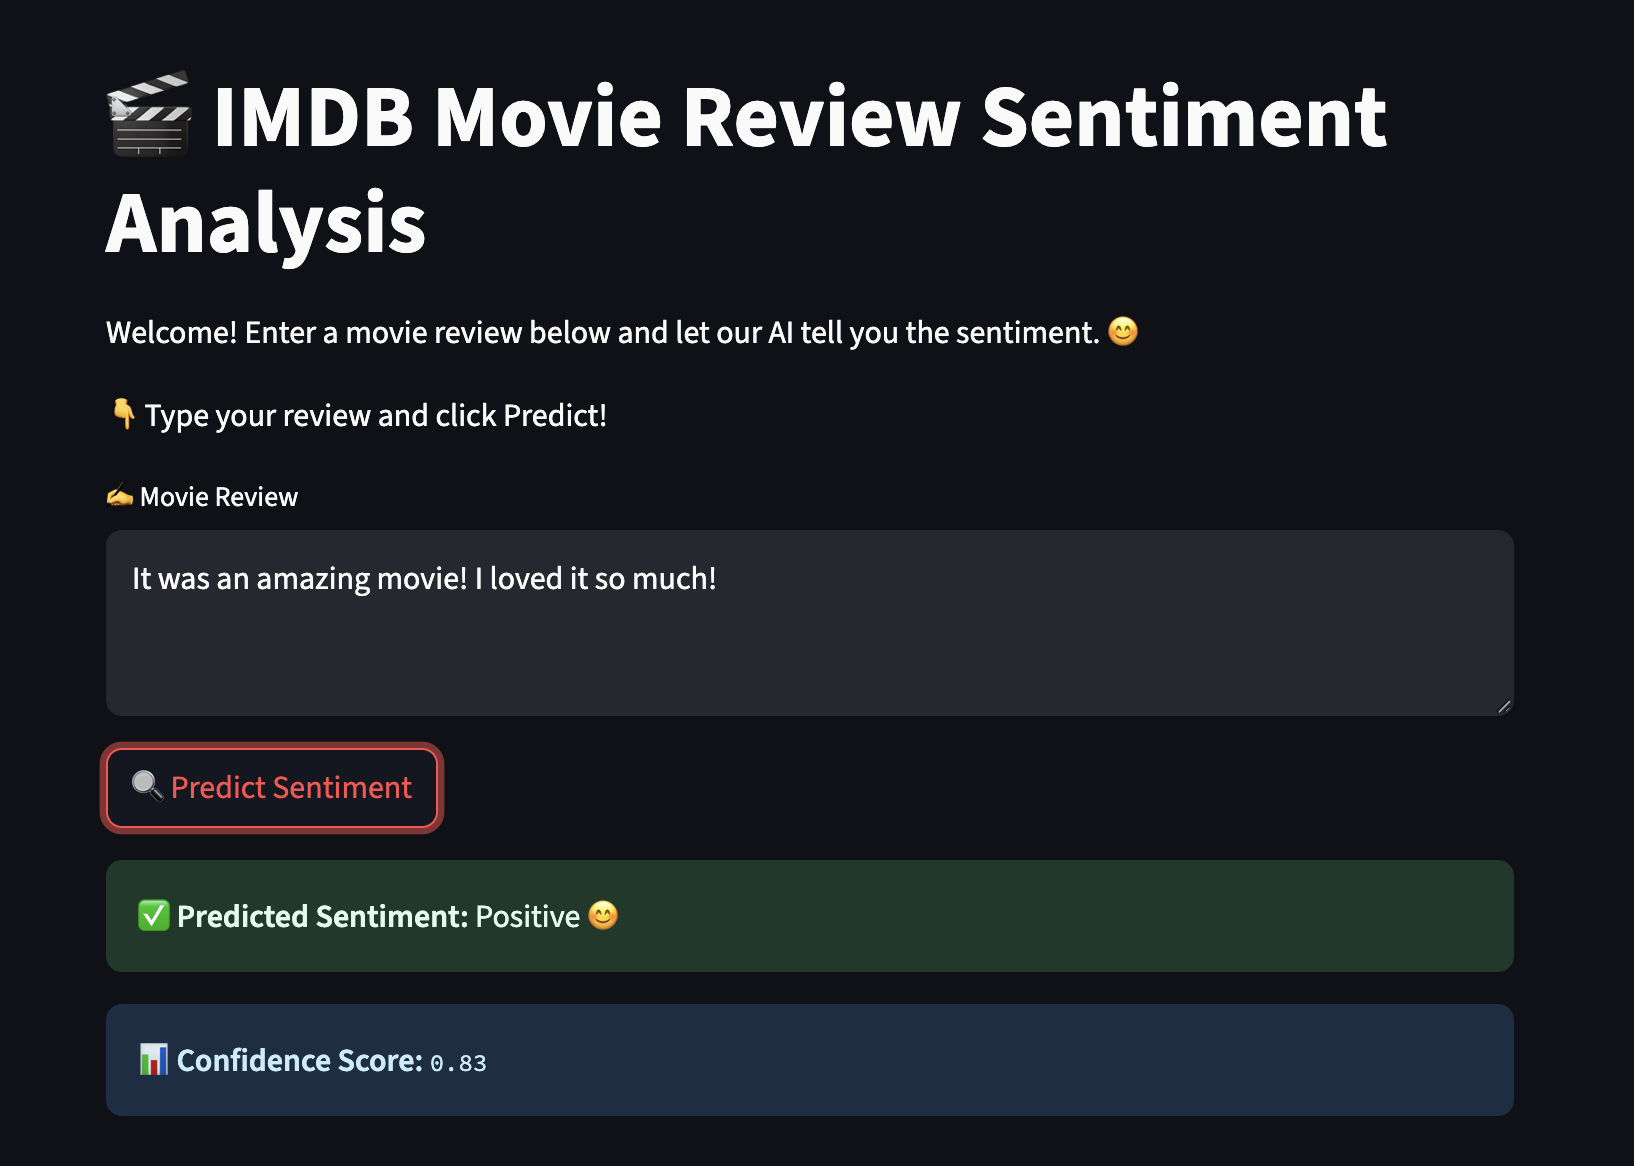 🎬 IMDB Movie Review Sentiment
Analysis
Welcome! Enter a movie review below and let our AI tell you the sentiment. 😊
👇 Type your review and click Predict!
✍️ Movie Review
It was an amazing movie! I loved it so much!
🔍 Predict Sentiment
✅ Predicted Sentiment: Positive 😊
📊 Confidence Score: 0.83